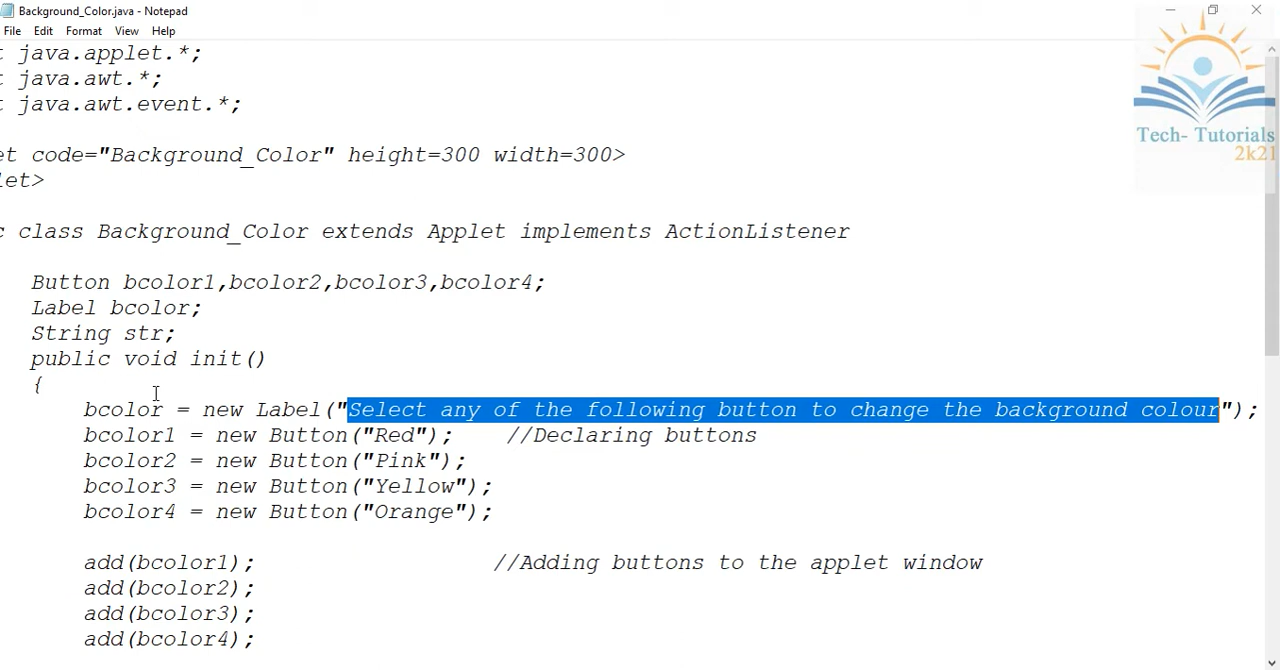 Background_Color.java - Notepad
File Edit Format View Help
t java.applet.*;
t java.awt.*;
t java.awt.event.*;
et code="Background_Color" height=300 width=300>
let>
c class Background_Color extends Applet implements ActionListener
Button bcolor1,bcolor2,bcolor3,bcolor4;
Label bcolor;
String str;
public void init()
{
bcolor = new Label("Select any of the following button to change the background colour");
bcolor1 = new Button("Red"); //Declaring buttons
bcolor2 = new Button("Pink");
bcolor3 = new Button("Yellow");
bcolor4 = new Button("Orange");
add(bcolor1); //Adding buttons to the applet window
add(bcolor2);
add(bcolor3);
add(bcolor4);
Tech- Tutorials
2k21